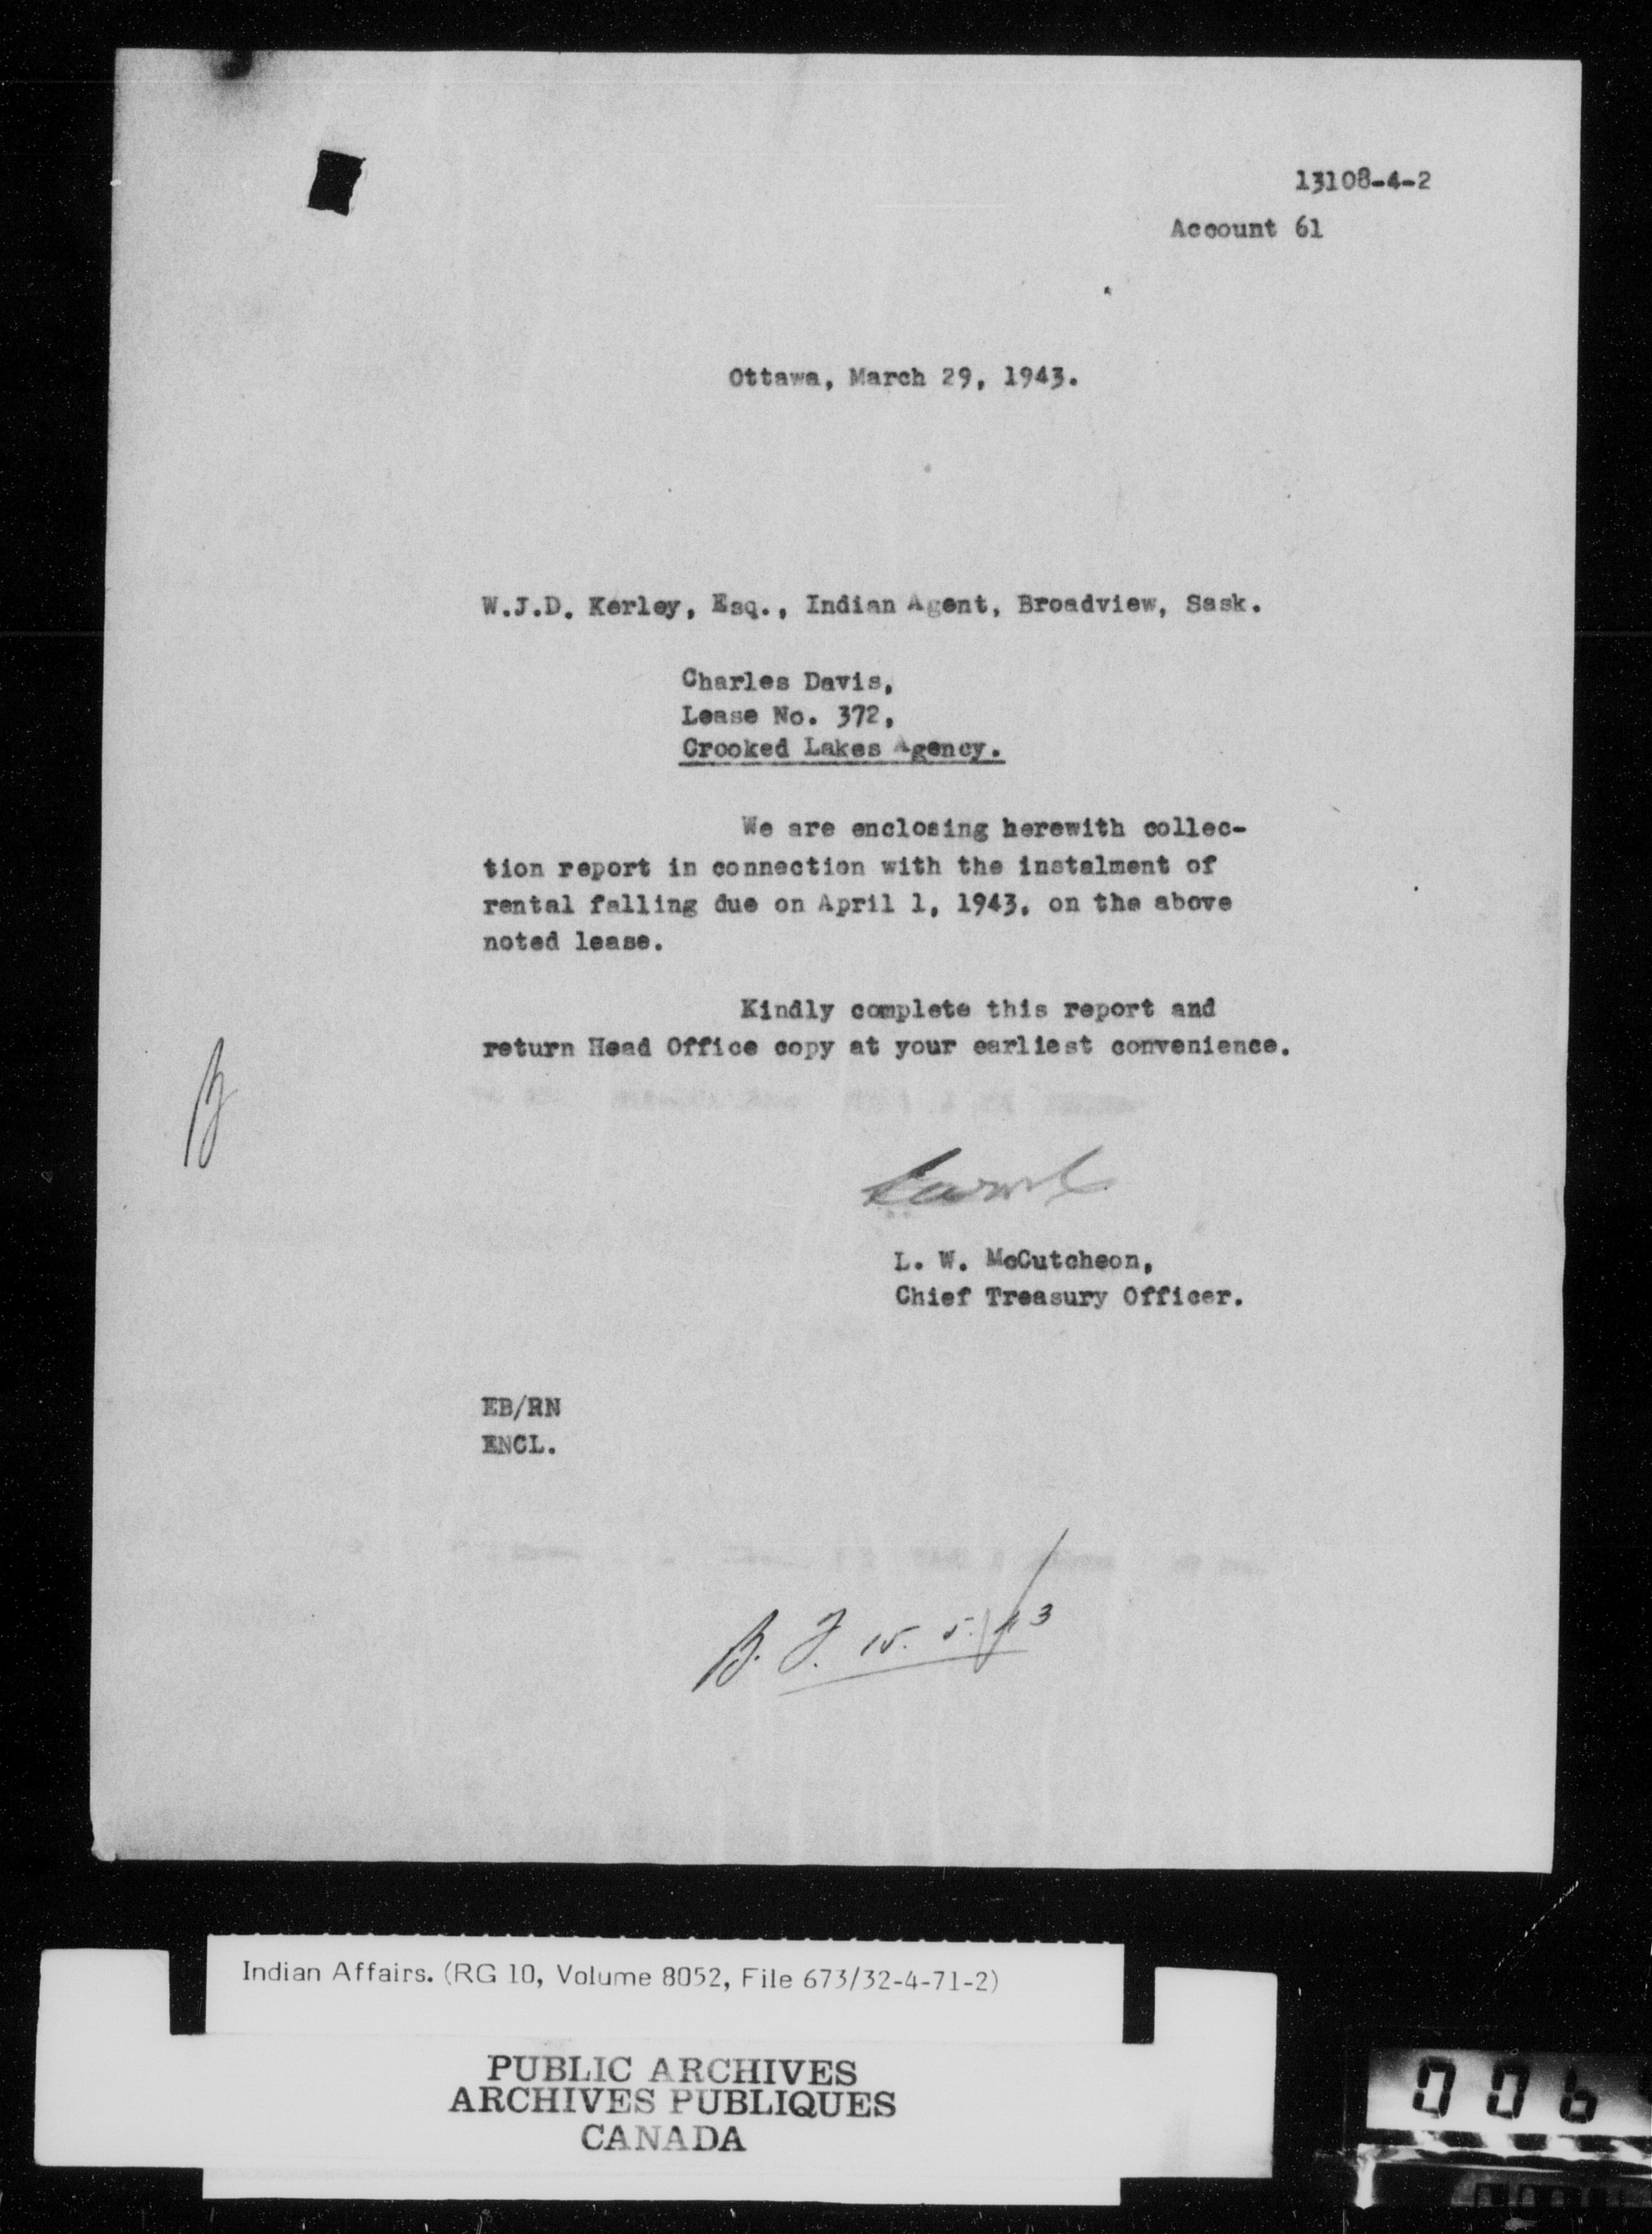 13108-4-2
Account 61
Ottawa, March 29, 1943.
W.J.D. Kerley, Esq., Indian Agent, Broadview, Sask.
Charles Davis,
Lease No. 372,
Crooked Lakes Agency.
We are enclosing herewith collec-
tion report in connection with the instalment of
rental falling due on April 1, 1943, on the above
noted lease.
Kindly complete this report and
return Head Office copy at your earliest convenience.
L. W. McCutcheon,
Chief Treasury Officer.
EB/RN
ENCL.
B. F. 15. 5. 43
Indian Affairs. (RG 10, Volume 8052, File 673/32-4-71-2)
PUBLIC ARCHIVES
ARCHIVES PUBLIQUES
CANADA
006